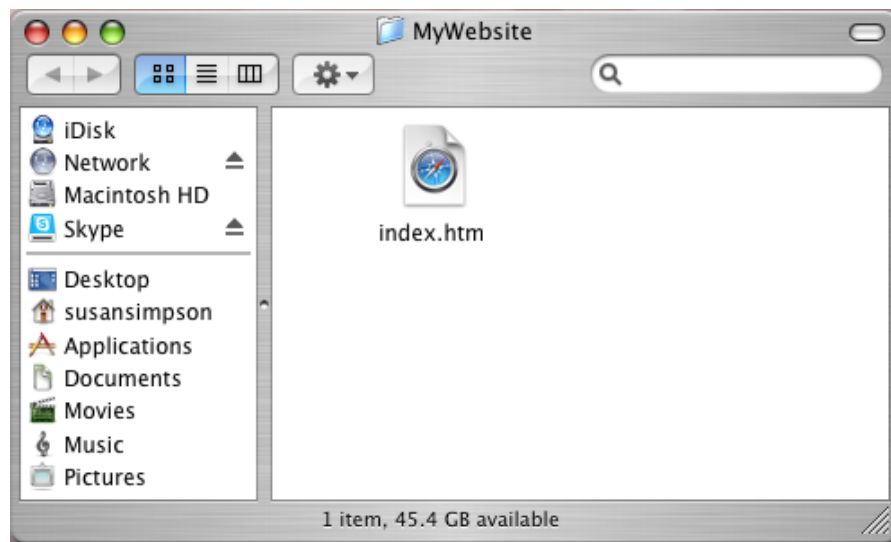 MyWebsite
iDisk
Network
Macintosh HD
Skype
Desktop
susansimpson
Applications
Documents
Movies
Music
Pictures
index.htm
1 item, 45.4 GB available